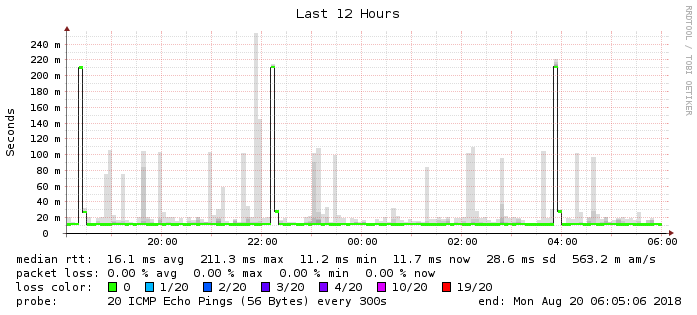 Last 12 Hours
RRDTOOL / TOBI OETIKER
Seconds
240 m
220 m
200 m
180 m
160 m
140 m
120 m
100 m
80 m
60 m
40 m
20 m
0
20:00 22:00 00:00 02:00 04:00 06:00
median rtt: 16.1 ms avg 211.3 ms max 11.2 ms min 11.7 ms now 28.6 ms sd 563.2 m am/s
packet loss: 0.00 % avg 0.00 % max 0.00 % min 0.00 % now
loss color: 0 1/20 2/20 3/20 4/20 10/20 19/20
probe: 20 ICMP Echo Pings (56 Bytes) every 300s end: Mon Aug 20 06:05:06 2018